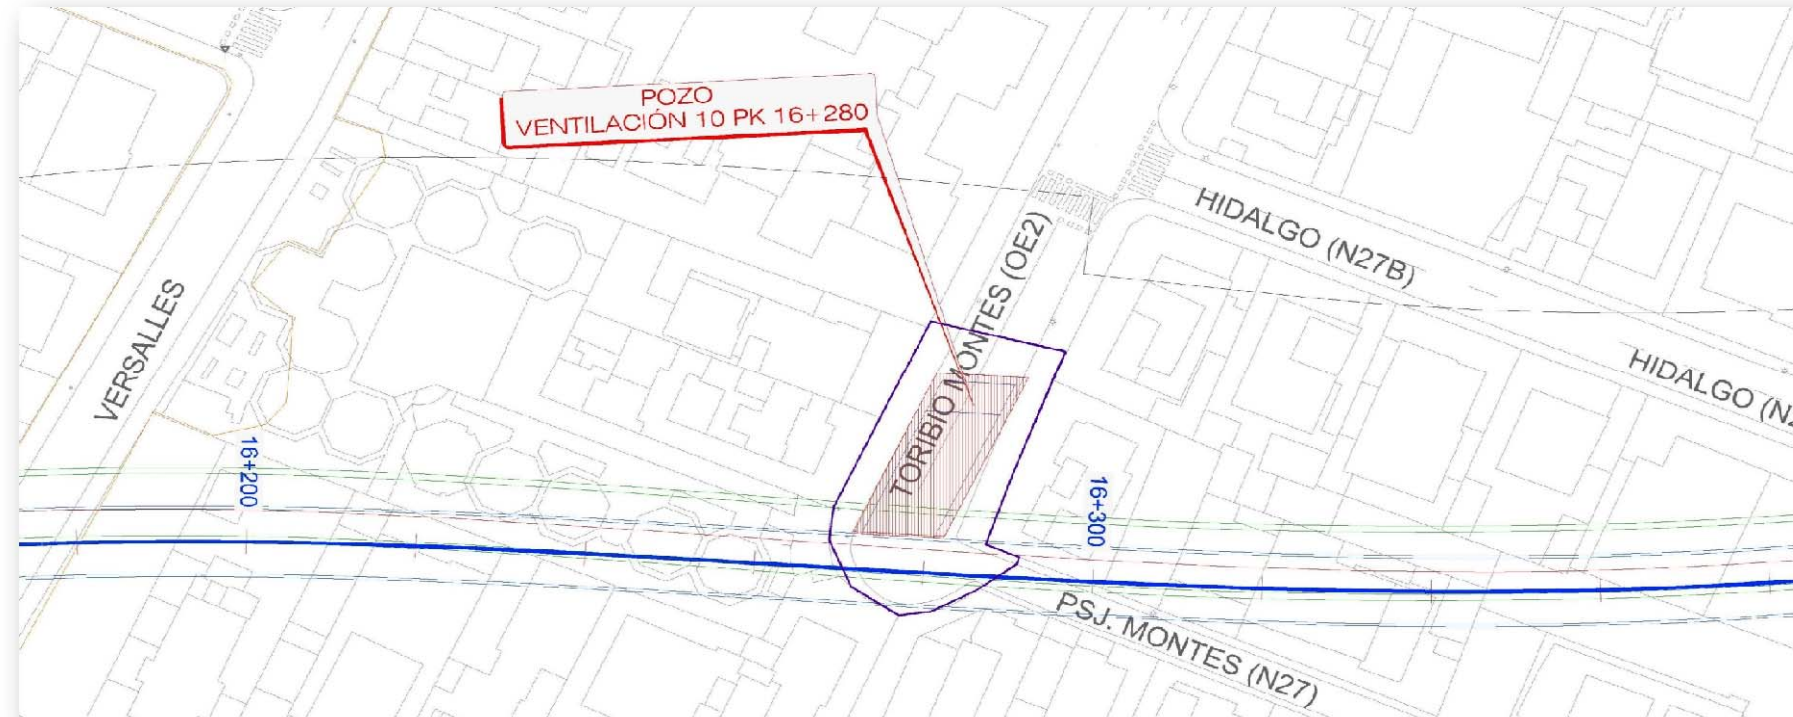 POZO
VENTILACIÓN 10 PK 16+280
HIDALGO (N27B)
TORIBIO MONTES (OE2)
VERSALLES
HIDALGO (N
16+200
16+300
PSJ. MONTES (N27)